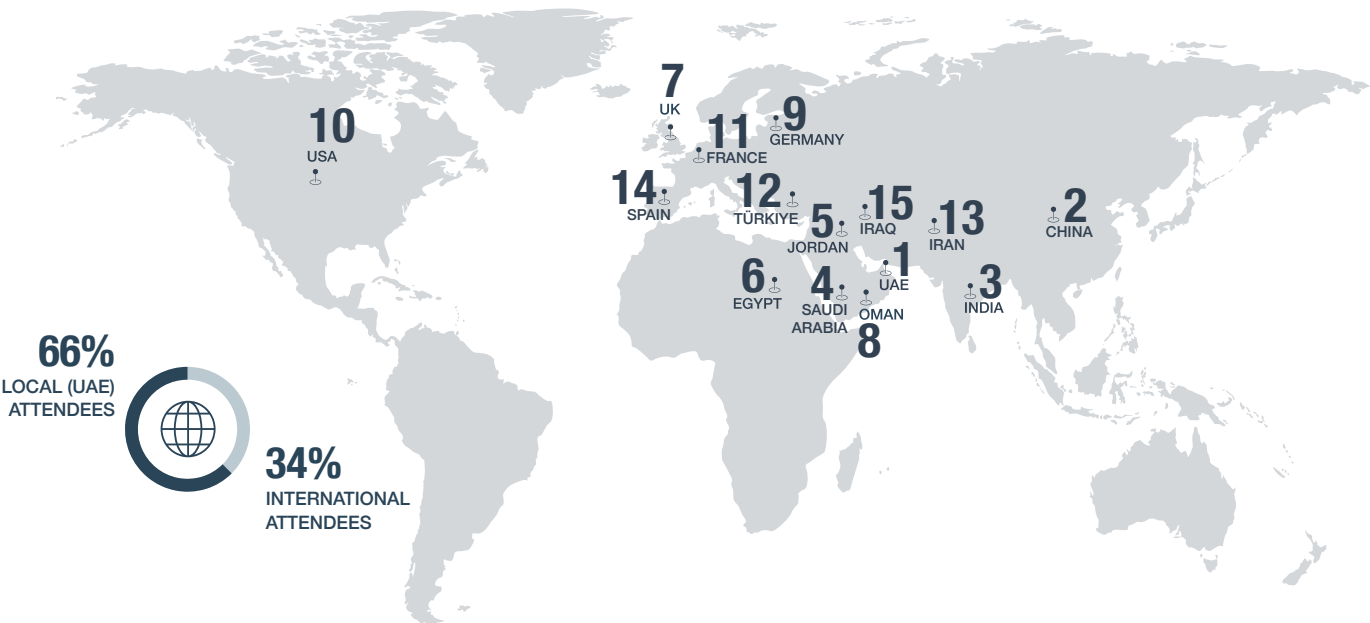 7
UK
10
USA
11
FRANCE
9
GERMANY
14
SPAIN
12
TÜRKIYE
5
JORDAN
15
IRAQ
13
IRAN
2
CHINA
1
UAE
6
EGYPT
4
SAUDI
ARABIA
OMAN
8
3
INDIA
66%
LOCAL (UAE)
ATTENDEES
34%
INTERNATIONAL
ATTENDEES